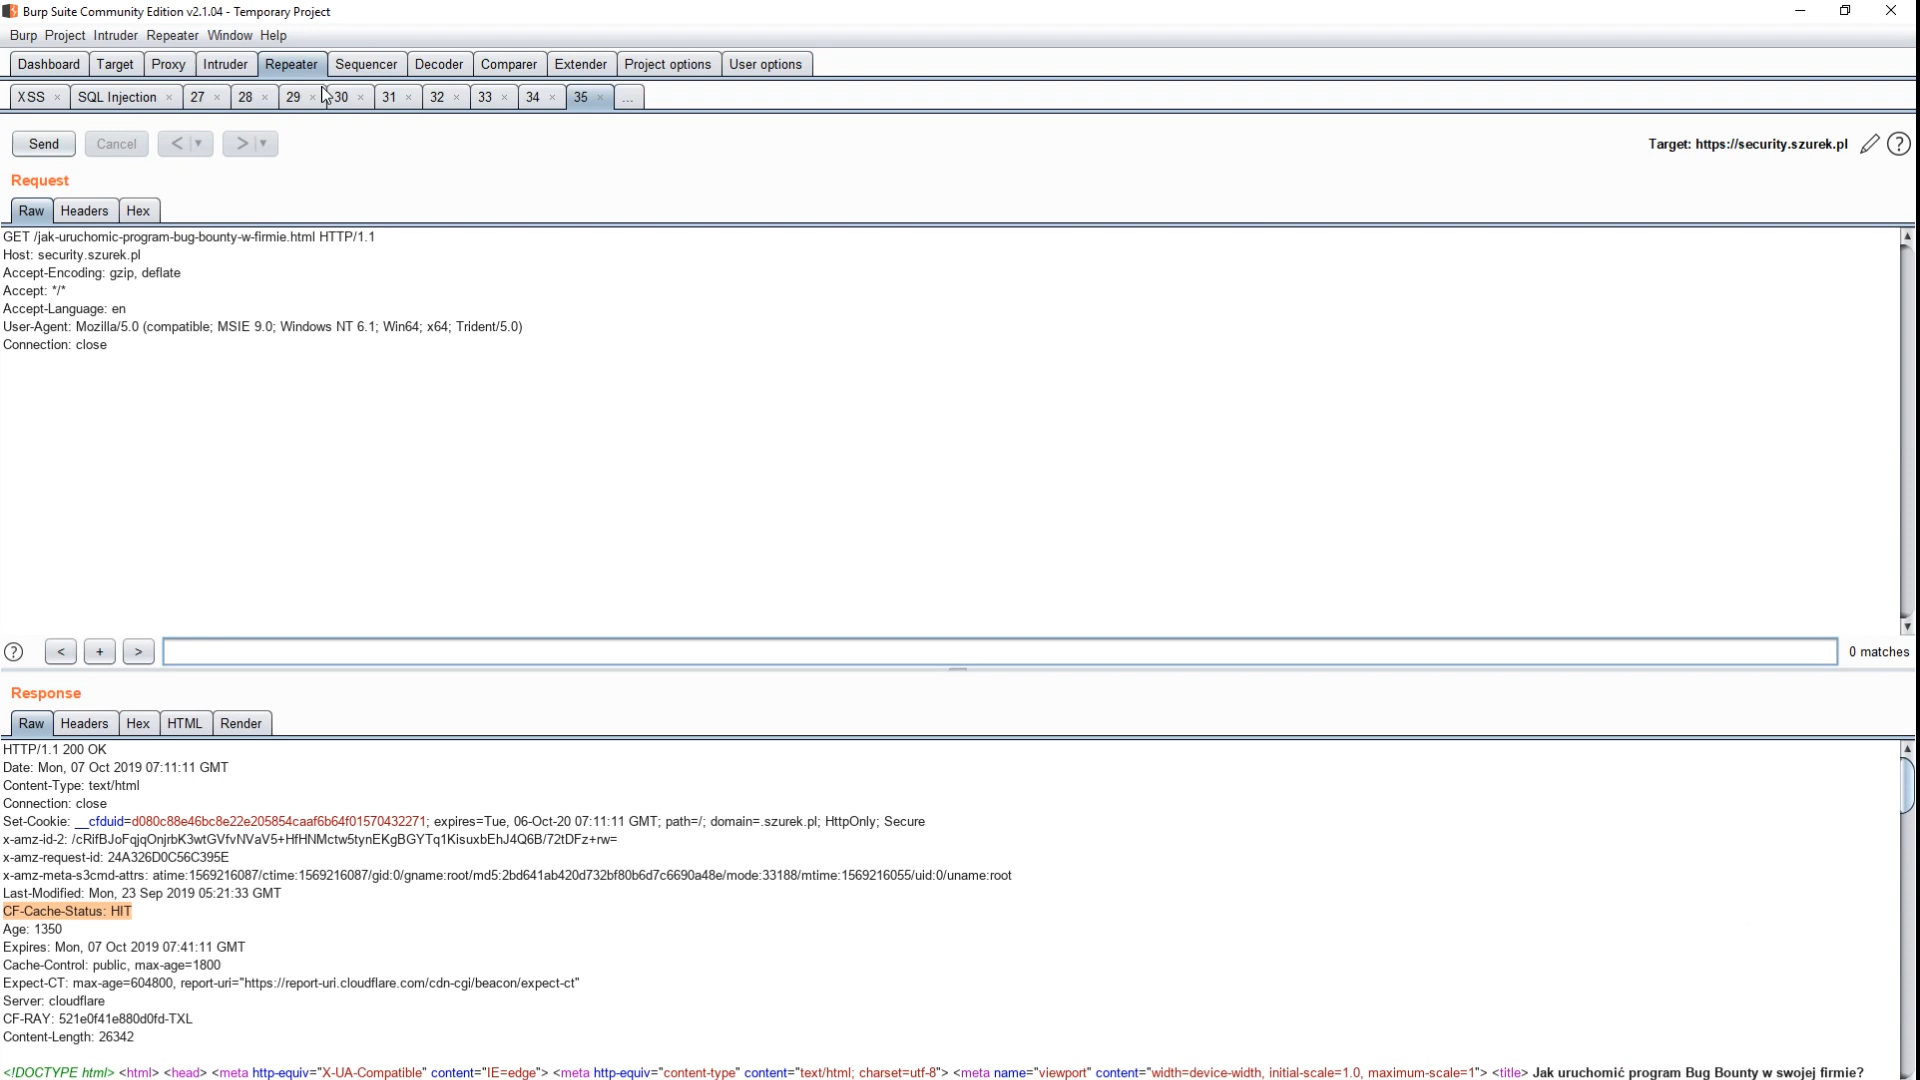 Burp Suite Community Edition v2.1.04 - Temporary Project
Burp Project Intruder Repeater Window Help
Dashboard Target Proxy Intruder Repeater Sequencer Decoder Comparer Extender Project options User options
XSS × SQL Injection × 27 × 28 × 29 × 30 × 31 × 32 × 33 × 34 × 35 × ...
Send Cancel < > Target: https://security.szurek.pl ?
Request
Raw Headers Hex
GET /jak-uruchomic-program-bug-bounty-w-firmie.html HTTP/1.1
Host: security.szurek.pl
Accept-Encoding: gzip, deflate
Accept: */*
Accept-Language: en
User-Agent: Mozilla/5.0 (compatible; MSIE 9.0; Windows NT 6.1; Win64; x64; Trident/5.0)
Connection: close
? < + > 0 matches
Response
Raw Headers Hex HTML Render
HTTP/1.1 200 OK
Date: Mon, 07 Oct 2019 07:11:11 GMT
Content-Type: text/html
Connection: close
Set-Cookie: __cfduid=d080c88e46bc8e22e205854caaf6b64f01570432271; expires=Tue, 06-Oct-20 07:11:11 GMT; path=/; domain=.szurek.pl; HttpOnly; Secure
x-amz-id-2: /cRifBJoFqjqOnjrbK3wtGVfvNVaV5+HfHNMctw5tynEKgBGYTq1KisuxbEhJ4Q6B/72tDFz+rw=
x-amz-request-id: 24A326D0C56C395E
x-amz-meta-s3cmd-attrs: atime:1569216087/ctime:1569216087/gid:0/gname:root/md5:2bd641ab420d732bf80b6d7c6690a48e/mode:33188/mtime:1569216055/uid:0/uname:root
Last-Modified: Mon, 23 Sep 2019 05:21:33 GMT
CF-Cache-Status: HIT
Age: 1350
Expires: Mon, 07 Oct 2019 07:41:11 GMT
Cache-Control: public, max-age=1800
Expect-CT: max-age=604800, report-uri="https://report-uri.cloudflare.com/cdn-cgi/beacon/expect-ct"
Server: cloudflare
CF-RAY: 521e0f41e880d0fd-TXL
Content-Length: 26342
<!DOCTYPE html> <html> <head> <meta http-equiv="X-UA-Compatible" content="IE=edge"> <meta http-equiv="content-type" content="text/html; charset=utf-8"> <meta name="viewport" content="width=device-width, initial-scale=1.0, maximum-scale=1"> <title> Jak uruchomić program Bug Bounty w swojej firmie?